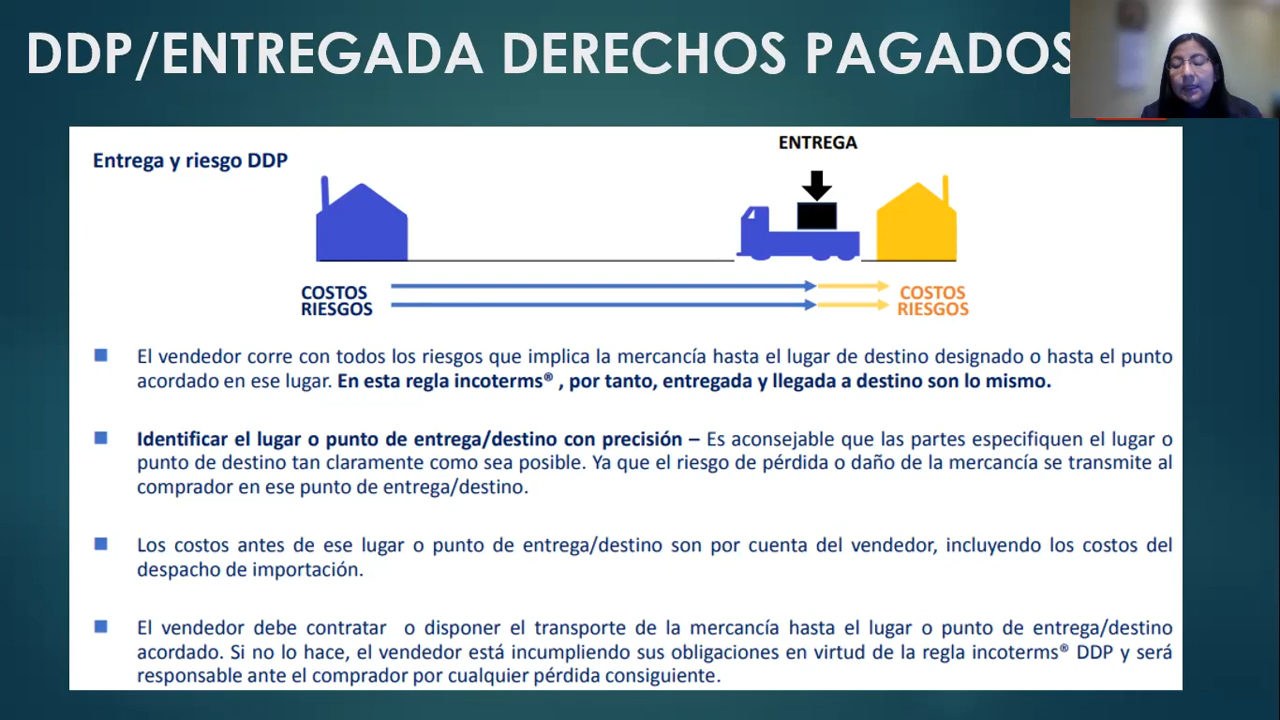 DDP/ENTREGADA DERECHOS PAGADOS
ENTREGA
Entrega y riesgo DDP
COSTOS
RIESGOS
COSTOS
RIESGOS
El vendedor corre con todos los riesgos que implica la mercancía hasta el lugar de destino designado o hasta el punto
acordado en ese lugar. En esta regla incoterms® , por tanto, entregada y llegada a destino son lo mismo.
Identificar el lugar o punto de entrega/destino con precisión – Es aconsejable que las partes especifiquen el lugar o
punto de destino tan claramente como sea posible. Ya que el riesgo de pérdida o daño de la mercancía se transmite al
comprador en ese punto de entrega/destino.
Los costos antes de ese lugar o punto de entrega/destino son por cuenta del vendedor, incluyendo los costos del
despacho de importación.
El vendedor debe contratar o disponer el transporte de la mercancía hasta el lugar o punto de entrega/destino
acordado. Si no lo hace, el vendedor está incumpliendo sus obligaciones en virtud de la regla incoterms® DDP y será
responsable ante el comprador por cualquier pérdida consiguiente.